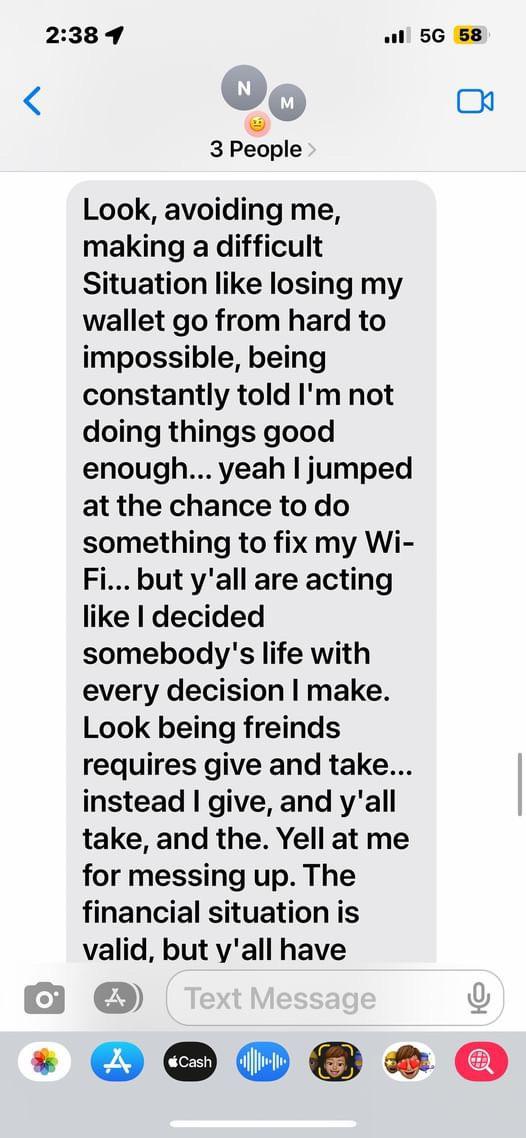 2:38
5G 58
N
M
3 People
Look, avoiding me,
making a difficult
Situation like losing my
wallet go from hard to
impossible, being
constantly told I'm not
doing things good
enough... yeah I jumped
at the chance to do
something to fix my Wi-
Fi... but y'all are acting
like I decided
somebody's life with
every decision I make.
Look being freinds
requires give and take...
instead I give, and y'all
take, and the. Yell at me
for messing up. The
financial situation is
valid, but y'all have
Text Message
Cash